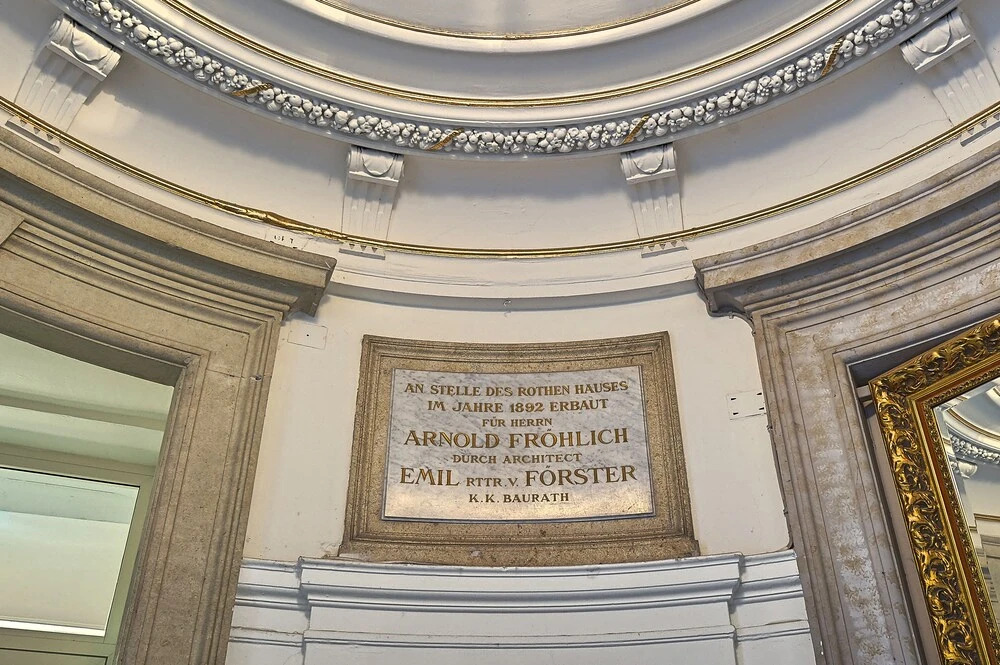 AN STELLE DES ROTHEN HAUSES
IM JAHRE 1892 ERBAUT
FÜR HERRN
ARNOLD FRÖHLICH
DURCH ARCHITECT
EMIL RTTR. V. FÖRSTER
K. K. BAURATH